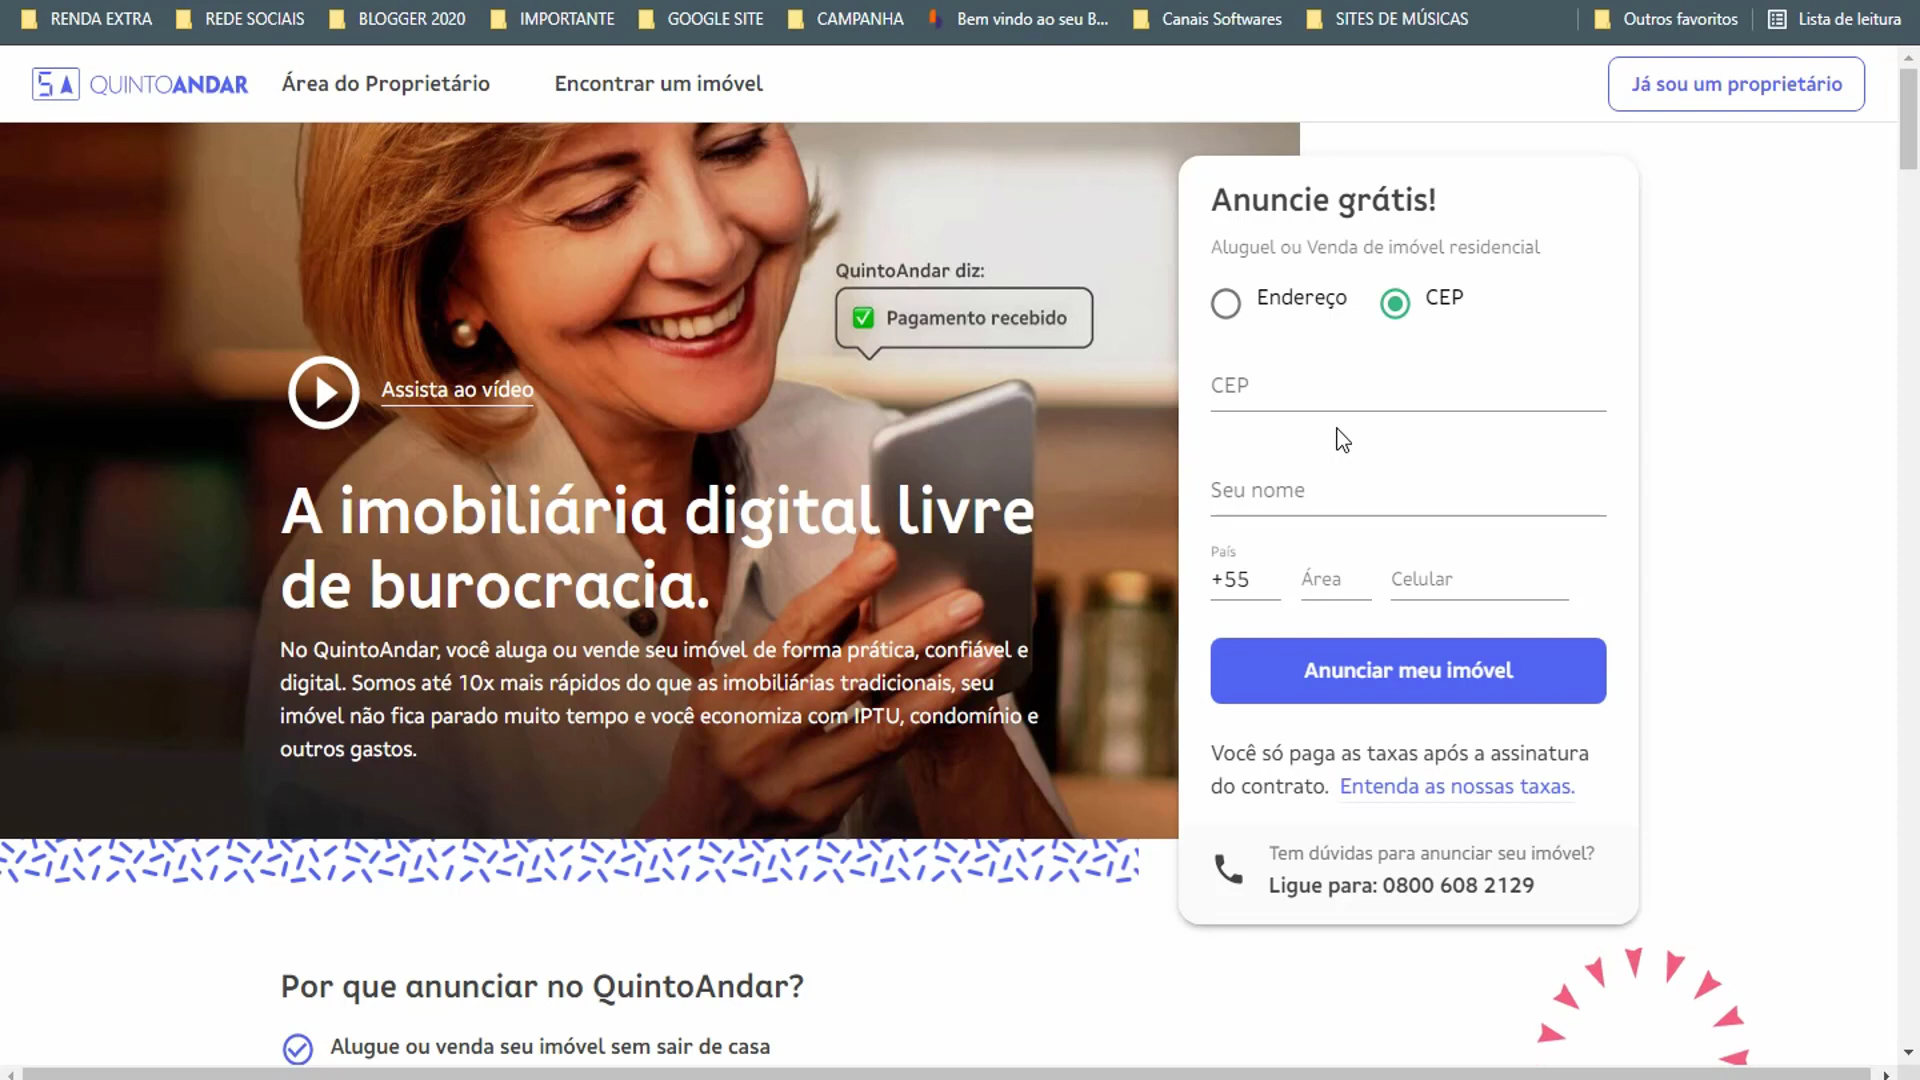 RENDA EXTRA REDE SOCIAIS BLOGGER 2020 IMPORTANTE GOOGLE SITE CAMPANHA Bem vindo ao seu B... Canais Softwares SITES DE MÚSICAS Outros favoritos Lista de leitura
5 A QUINTOANDAR Área do Proprietário Encontrar um imóvel Já sou um proprietário
QuintoAndar diz:
Pagamento recebido
Assista ao vídeo
A imobiliária digital livre
de burocracia.
No QuintoAndar, você aluga ou vende seu imóvel de forma prática, confiável e
digital. Somos até 10x mais rápidos do que as imobiliárias tradicionais, seu
imóvel não fica parado muito tempo e você economiza com IPTU, condomínio e
outros gastos.
Anuncie grátis!
Aluguel ou Venda de imóvel residencial
Endereço CEP
CEP
Seu nome
País
+55 Área Celular
Anunciar meu imóvel
Você só paga as taxas após a assinatura
do contrato. Entenda as nossas taxas.
Tem dúvidas para anunciar seu imóvel?
Ligue para: 0800 608 2129
Por que anunciar no QuintoAndar?
Alugue ou venda seu imóvel sem sair de casa